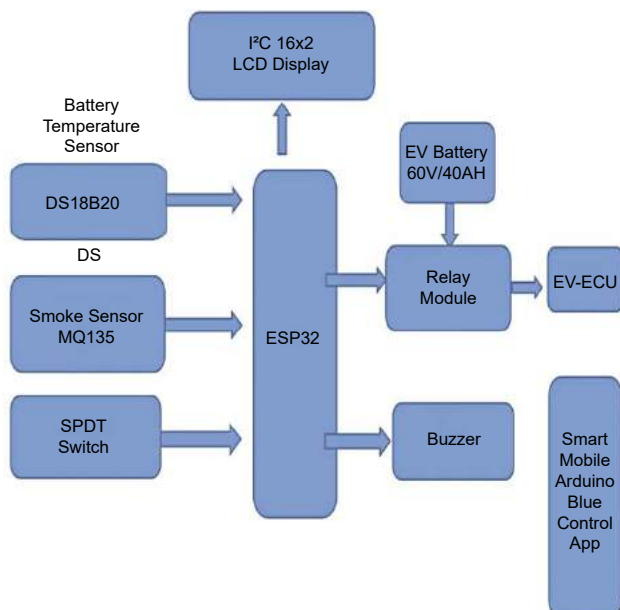 I²C 16x2
LCD Display
Battery
Temperature
Sensor
DS18B20
DS
Smoke Sensor
MQ135
SPDT
Switch
ESP32
EV Battery
60V/40AH
Relay
Module
EV-ECU
Buzzer
Smart
Mobile
Arduino
Blue
Control
App